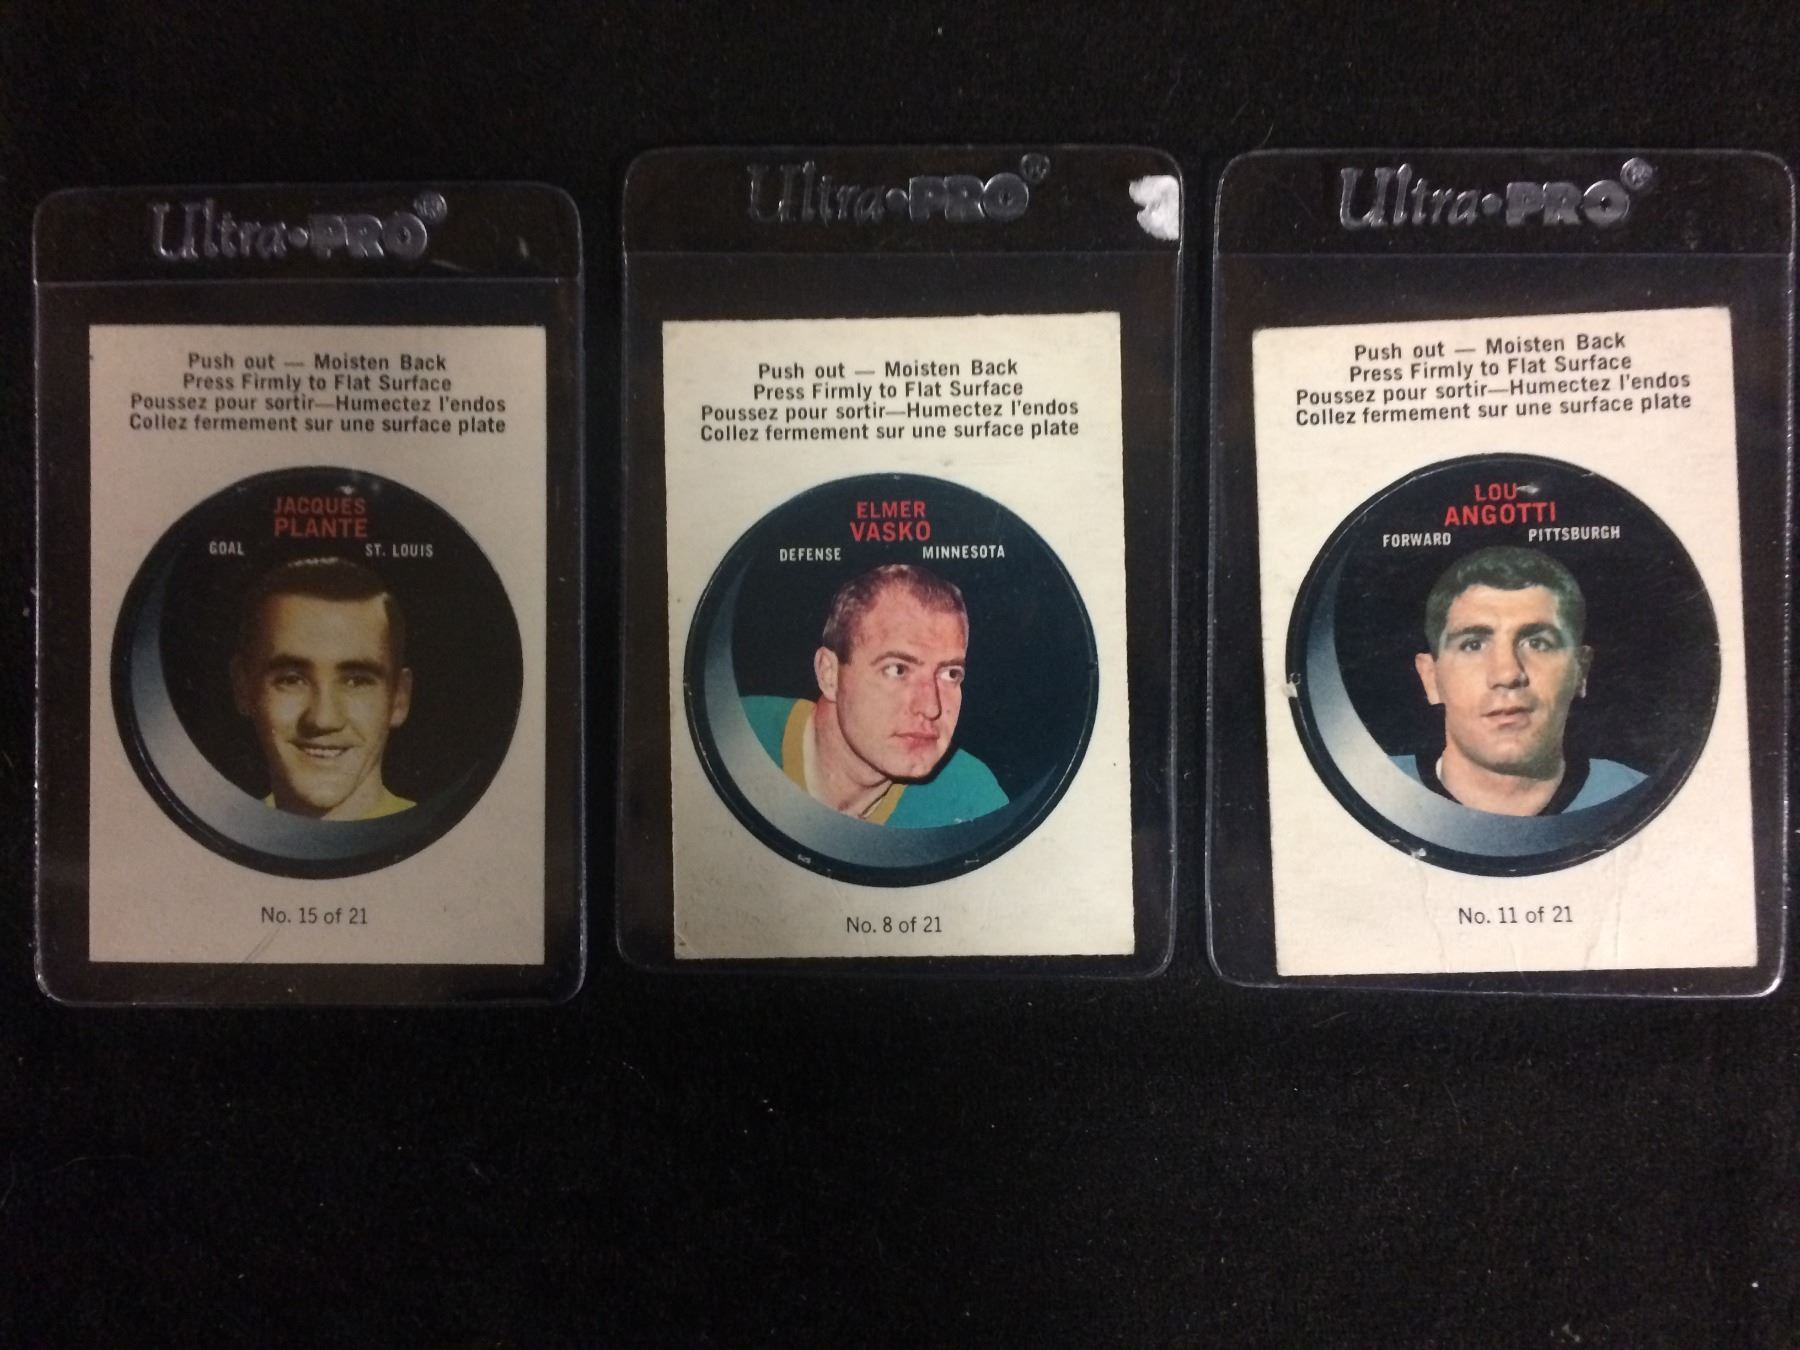 Ultra•PRO®
Push out — Moisten Back
Press Firmly to Flat Surface
Poussez pour sortir—Humectez l'endos
Collez fermement sur une surface plate
JACQUES
PLANTE
GOAL ST. LOUIS
No. 15 of 21
Ultra•PRO®
Push out — Moisten Back
Press Firmly to Flat Surface
Poussez pour sortir—Humectez l'endos
Collez fermement sur une surface plate
ELMER
VASKO
DEFENSE MINNESOTA
No. 8 of 21
Ultra•PRO®
Push out — Moisten Back
Press Firmly to Flat Surface
Poussez pour sortir—Humectez l'endos
Collez fermement sur une surface plate
LOU
ANGOTTI
FORWARD PITTSBURGH
No. 11 of 21